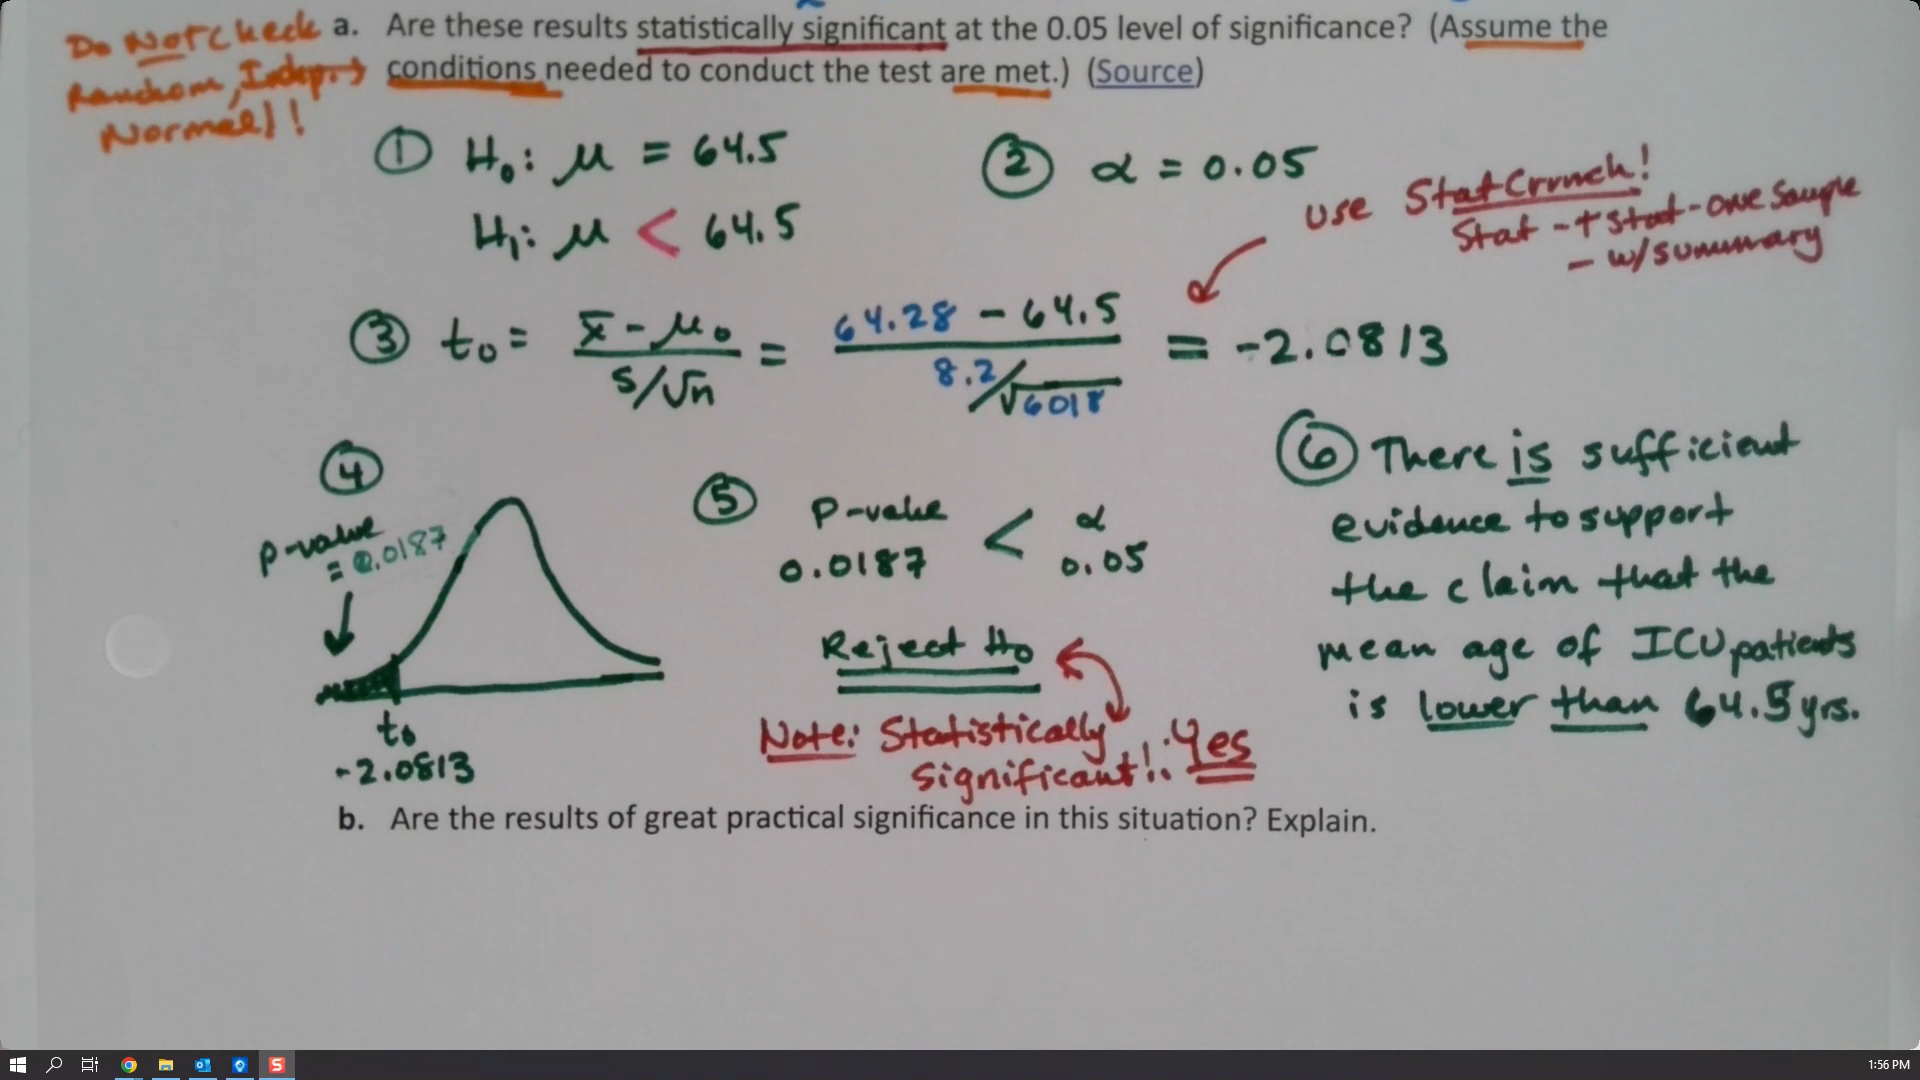 Do Not Check
Random, Indep.→
Normal)!
a. Are these results statistically significant at the 0.05 level of significance? (Assume the
conditions needed to conduct the test are met.) (Source)
① H₀: μ = 64.5
H₁: μ < 64.5
② α = 0.05
Use StatCrunch!
Stat - T Stat - one Sample
- w/summary
③ t₀ = (x̄ - μ₀)/(s/√n) = (64.28 - 64.5)/(8.2/√6018) = -2.0813
④
P-value
= 0.0187
t₀
-2.0813
⑤ P-value < α
0.0187 0.05
Reject H₀
Note: Statistically
Significant! ∴ Yes
⑥ There is sufficient
evidence to support
the claim that the
mean age of ICU patients
is lower than 64.5 yrs.
b. Are the results of great practical significance in this situation? Explain.
S
1:56 PM